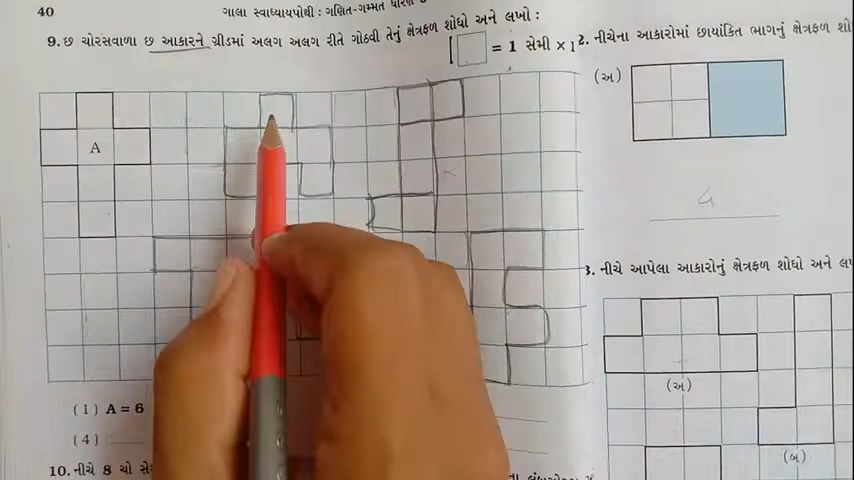 40
ગાલા સ્વાધ્યાયપોથી : ગણિત-ગમ્મત
9. છ ચોરસવાળા છ આકારને ગ્રીડમાં અલગ અલગ રીતે ગોઠવી તેનું ક્ષેત્રફળ શોધો અને લખો :
[ = 1 સેમી × 1
A
(1) A = 6
(4)
10. નીચે 8 ચો સે
2. નીચેના આકારોમાં છાયાંકિત ભાગનું ક્ષેત્રફળ શો
(અ)
3. નીચે આપેલા આકારોનું ક્ષેત્રફળ શોધો અને લ
(અ)
(બ)